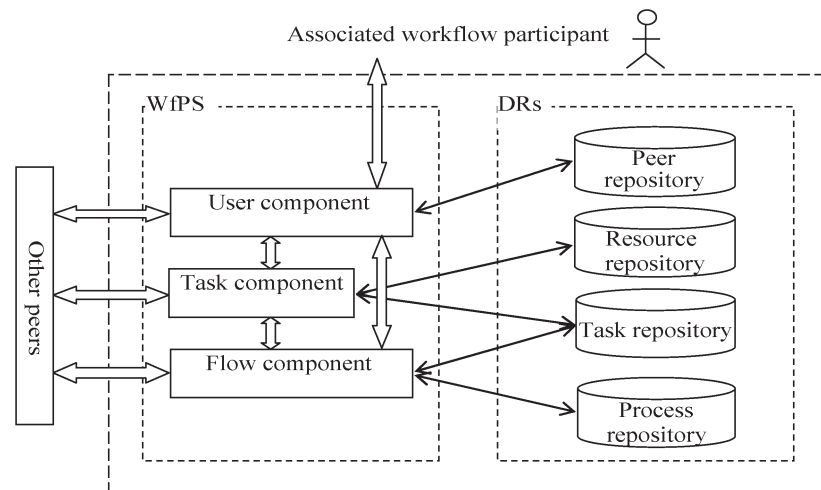 Associated workflow participant
WfPS
DRs
Peer
repository
User component
Resource
repository
Other peers
Task component
Task repository
Flow component
Process
repository